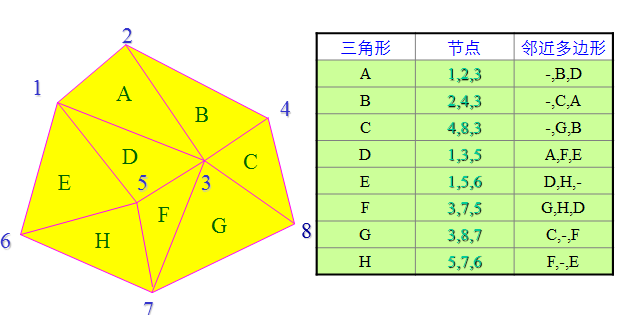 2
1
A
B
4
D
C
E
5
3
F
G
6
H
8
7
三角形 节点 邻近多边形
A 1,2,3 -,B,D
B 2,4,3 -,C,A
C 4,8,3 -,G,B
D 1,3,5 A,F,E
E 1,5,6 D,H,-
F 3,7,5 G,H,D
G 3,8,7 C,-,F
H 5,7,6 F,-,E